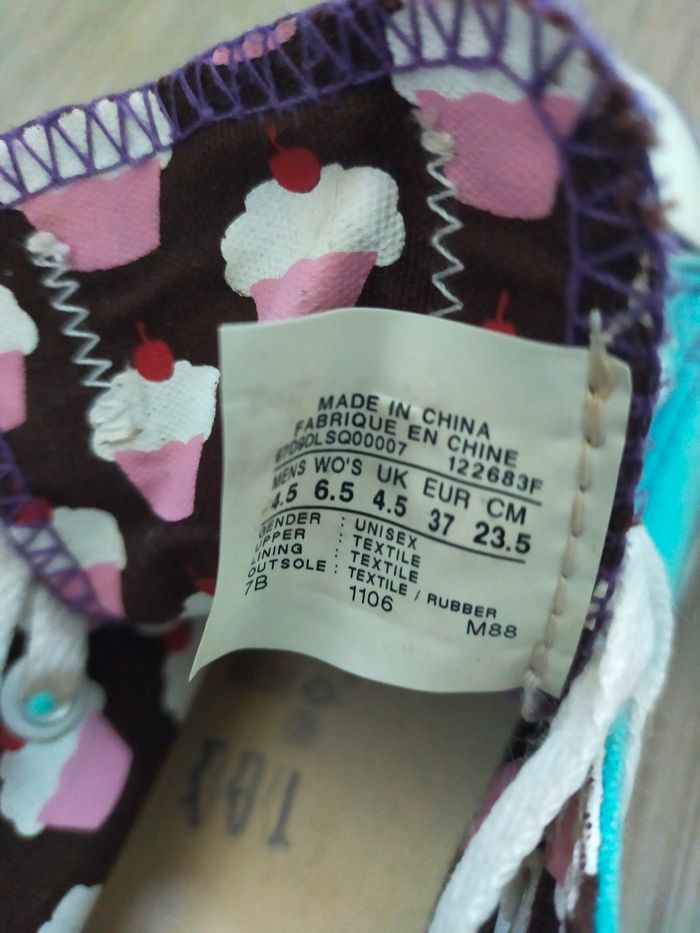 MADE IN CHINA
FABRIQUE EN CHINE
67D9DLSQ00007 122683F
MENS WO'S UK EUR CM
4.5 6.5 4.5 37 23.5
GENDER : UNISEX
UPPER : TEXTILE
LINING : TEXTILE
OUTSOLE : TEXTILE / RUBBER
7B 1106 M88